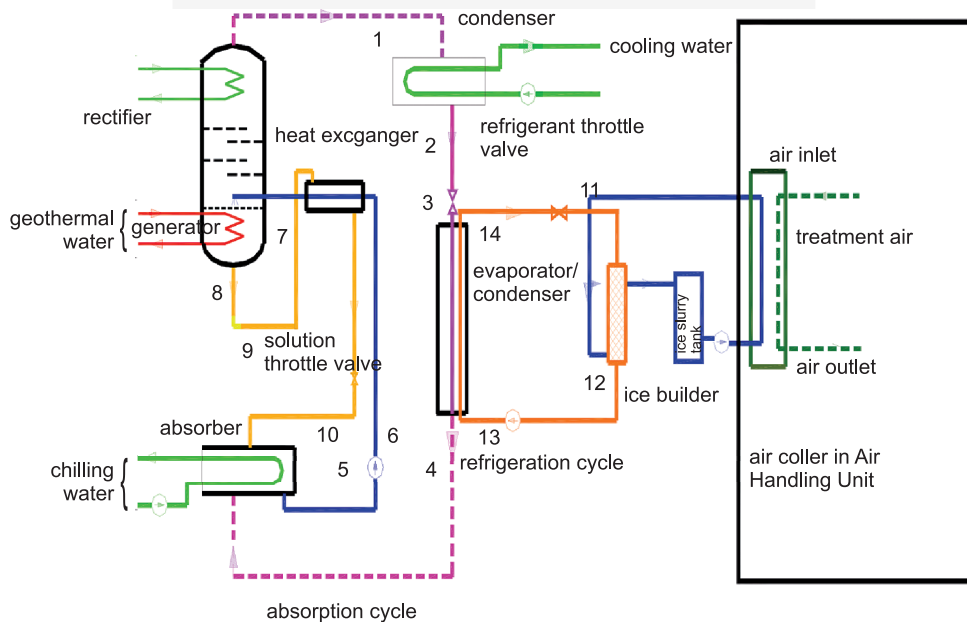 condenser
1
cooling water
rectifier
heat excganger
refrigerant throttle
valve
2
air inlet
11
3
geothermal
water
generator
7
14
treatment air
evaporator/
condenser
8
ice slurry
tank
9
solution
throttle valve
air outlet
12
ice builder
absorber
10
6
13
5
4
refrigeration cycle
chilling
water
air coller in Air
Handling Unit
absorption cycle